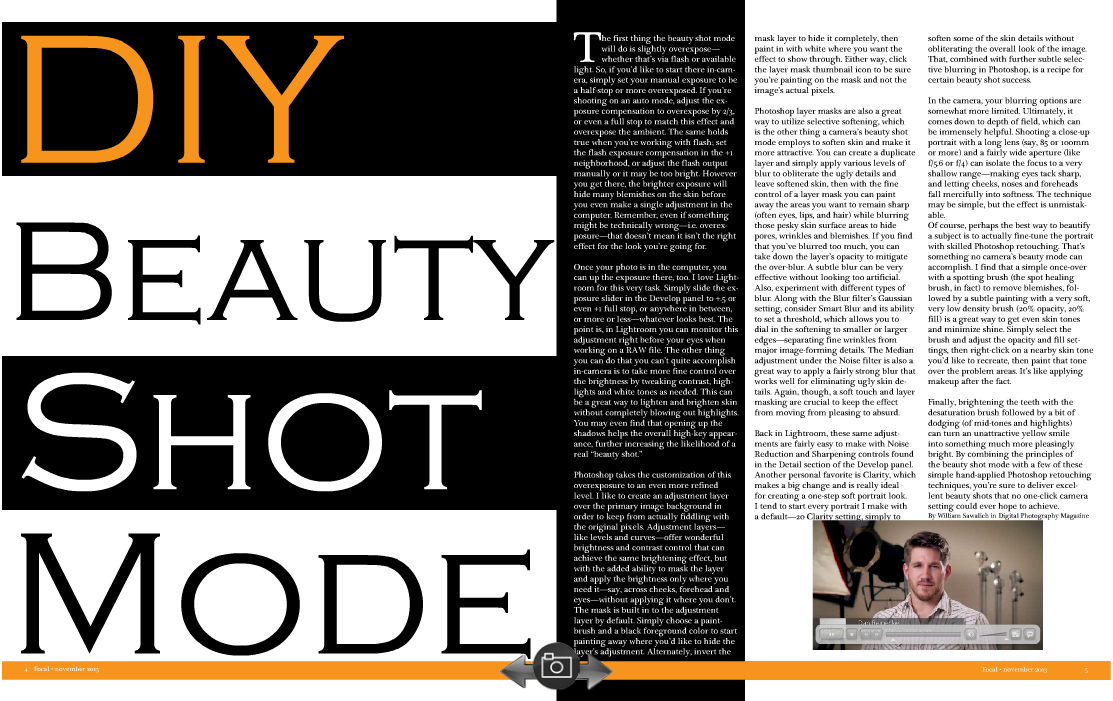 DIY
BEAUTY
SHOT
MODE
The first thing the beauty shot mode
will do is slightly overexpose—
whether that's via flash or available
light. So, if you'd like to start there in-cam-
era, simply set your manual exposure to be
a half-stop or more overexposed. If you're
shooting on an auto mode, adjust the ex-
posure compensation to overexpose by 2/3,
or even a full stop to match this effect and
overexpose the ambient. The same holds
true when you're working with flash; set
the flash exposure compensation in the +1
neighborhood, or adjust the flash output
manually or it may be too bright. However
you get there, the brighter exposure will
hide many blemishes on the skin before
you even make a single adjustment in the
computer. Remember, even if something
might be technically wrong—i.e. overex-
posure—that doesn't mean it isn't the right
effect for the look you're going for.
Once your photo is in the computer, you
can up the exposure there, too. I love Light-
room for this very task. Simply slide the ex-
posure slider in the Develop panel to +.5 or
even +1 full stop, or anywhere in between,
or more or less—whatever looks best. The
point is, in Lightroom you can monitor this
adjustment right before your eyes when
working on a RAW file. The other thing
you can do that you can't quite accomplish
in-camera is to take more fine control over
the brightness by tweaking contrast, high-
lights and white tones as needed. This can
be a great way to lighten and brighten skin
without completely blowing out highlights.
You may even find that opening up the
shadows helps the overall high-key appear-
ance, further increasing the likelihood of a
real “beauty shot.”
Photoshop takes the customization of this
overexposure to an even more refined
level. I like to create an adjustment layer
over the primary image background in
order to keep from actually fiddling with
the original pixels. Adjustment layers—
like levels and curves—offer wonderful
brightness and contrast control that can
achieve the same brightening effect, but
with the added ability to mask the layer
and apply the brightness only where you
need it—say, across cheeks, forehead and
eyes—without applying it where you don't.
The mask is built in to the adjustment
layer by default. Simply choose a paint-
brush and a black foreground color to start
painting away where you'd like to hide the
layer's adjustment. Alternately, invert the
mask layer to hide it completely, then
paint in with white where you want the
effect to show through. Either way, click
the layer mask thumbnail icon to be sure
you're painting on the mask and not the
image's actual pixels.
Photoshop layer masks are also a great
way to utilize selective softening, which
is the other thing a camera's beauty shot
mode employs to soften skin and make it
more attractive. You can create a duplicate
layer and simply apply various levels of
blur to obliterate the ugly details and
leave softened skin, then with the fine
control of a layer mask you can paint
away the areas you want to remain sharp
(often eyes, lips, and hair) while blurring
those pesky skin surface areas to hide
pores, wrinkles and blemishes. If you find
that you've blurred too much, you can
take down the layer's opacity to mitigate
the over-blur. A subtle blur can be very
effective without looking too artificial.
Also, experiment with different types of
blur. Along with the Blur filter's Gaussian
setting, consider Smart Blur and its ability
to set a threshold, which allows you to
dial in the softening to smaller or larger
edges—separating fine wrinkles from
major image-forming details. The Median
adjustment under the Noise filter is also a
great way to apply a fairly strong blur that
works well for eliminating ugly skin de-
tails. Again, though, a soft touch and layer
masking are crucial to keep the effect
from moving from pleasing to absurd.
Back in Lightroom, these same adjust-
ments are fairly easy to make with Noise
Reduction and Sharpening controls found
in the Detail section of the Develop panel.
Another personal favorite is Clarity, which
makes a big change and is really ideal
for creating a one-step soft portrait look.
I tend to start every portrait I make with
a default—20 Clarity setting, simply to
soften some of the skin details without
obliterating the overall look of the image.
That, combined with further subtle selec-
tive blurring in Photoshop, is a recipe for
certain beauty shot success.
In the camera, your blurring options are
somewhat more limited. Ultimately, it
comes down to depth of field, which can
be immensely helpful. Shooting a close-up
portrait with a long lens (say, 85 or 100mm
or more) and a fairly wide aperture (like
f/5.6 or f/4) can isolate the focus to a very
shallow range—making eyes tack sharp,
and letting cheeks, noses and foreheads
fall mercifully into softness. The technique
may be simple, but the effect is unmistak-
able.
Of course, perhaps the best way to beautify
a subject is to actually fine-tune the portrait
with skilled Photoshop retouching. That's
something no camera's beauty mode can
accomplish. I find that a simple once-over
with a spotting brush (the spot healing
brush, in fact) to remove blemishes, fol-
lowed by a subtle painting with a very soft,
very low density brush (20% opacity, 20%
fill) is a great way to get even skin tones
and minimize shine. Simply select the
brush and adjust the opacity and fill set-
tings, then right-click on a nearby skin tone
you'd like to recreate, then paint that tone
over the problem areas. It's like applying
makeup after the fact.
Finally, brightening the teeth with the
desaturation brush followed by a bit of
dodging (of mid-tones and highlights)
can turn an unattractive yellow smile
into something much more pleasingly
bright. By combining the principles of
the beauty shot mode with a few of these
simple hand-applied Photoshop retouching
techniques, you're sure to deliver excel-
lent beauty shots that no one-click camera
setting could ever hope to achieve.
By William Sawalich in Digital Photography Magazine
4 Focal • november 2013
Focal • november 2013 5